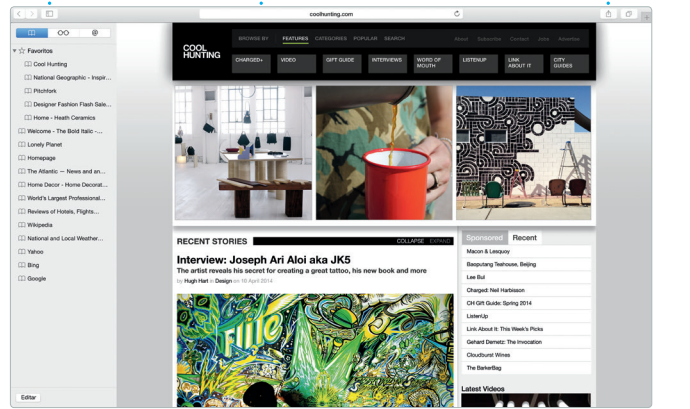 coolhunting.com
Favoritos
Cool Hunting
National Geographic - Inspir...
Pitchfork
Designer Fashion Flash Sale...
Home - Heath Ceramics
Welcome - The Bold Italic -...
Lonely Planet
Homepage
The Atlantic — News and an...
Home Decor - Home Decorat...
World's Largest Professional...
Reviews of Hotels, Flights...
Wikipedia
National and Local Weather...
Yahoo
Bing
Google
Editar
COOL
HUNTING
BROWSE BY FEATURES CATEGORIES POPULAR SEARCH
About Subscribe Contact Jobs Advertise
CHARGED+ VIDEO GIFT GUIDE INTERVIEWS WORD OF MOUTH LISTENUP LINK ABOUT IT CITY GUIDES
RECENT STORIES COLLAPSE EXPAND
Interview: Joseph Ari Aloi aka JK5
The artist reveals his secret for creating a great tattoo, his new book and more
by Hugh Hart in Design on 16 April 2014
Sponsored Recent
Macon & Lesquoy
Baoputang Teahouse, Beijing
Lee Bul
Charged: Neil Harbisson
CH Gift Guide: Spring 2014
ListenUp
Link About It: This Week's Picks
Gehard Demetz: The Invocation
Cloudburst Wines
The BarkerBag
Latest Videos